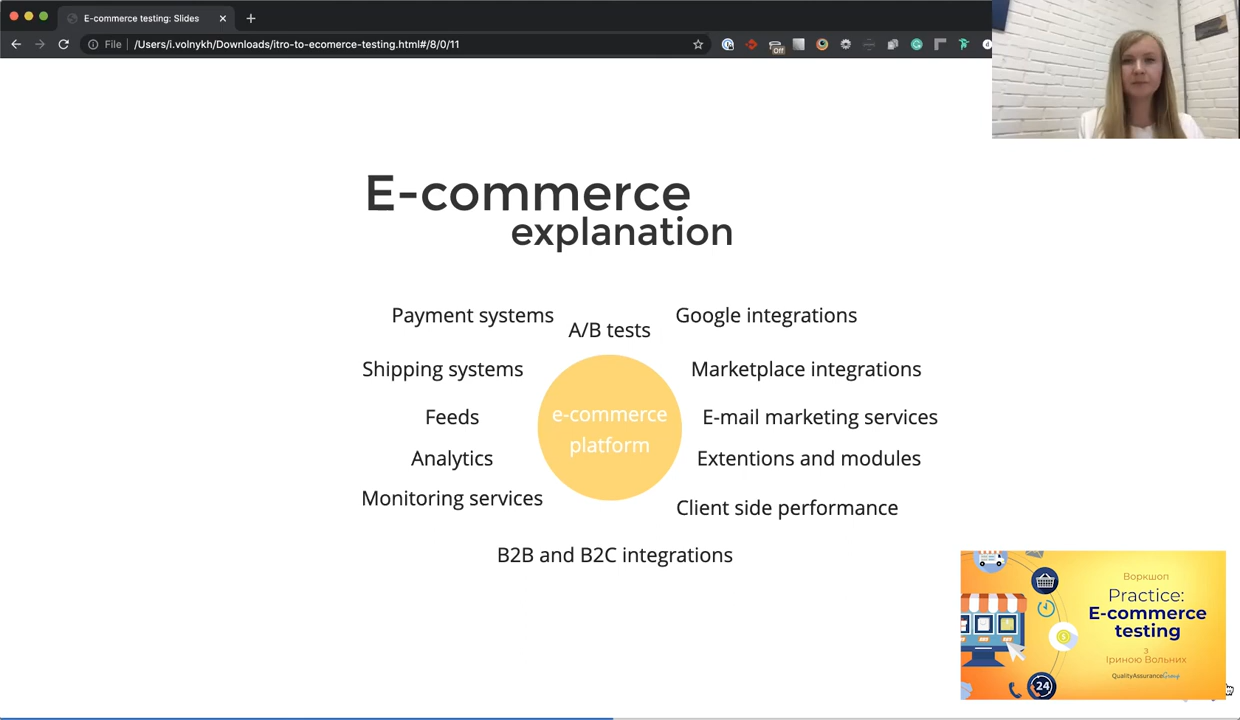 E-commerce testing: Slides
File
/Users/i.volnykh/Downloads/itro-to-ecomerce-testing.html#/8/0/11
Off
E-commerce
explanation
Payment systems
A/B tests
Google integrations
Shipping systems
Marketplace integrations
e-commerce
platform
Feeds
E-mail marketing services
Analytics
Extentions and modules
Monitoring services
Client side performance
B2B and B2C integrations
Воркшоп
Practice:
E-commerce
testing
з
Іриною Вольних
QualityAssuranceGroup
24